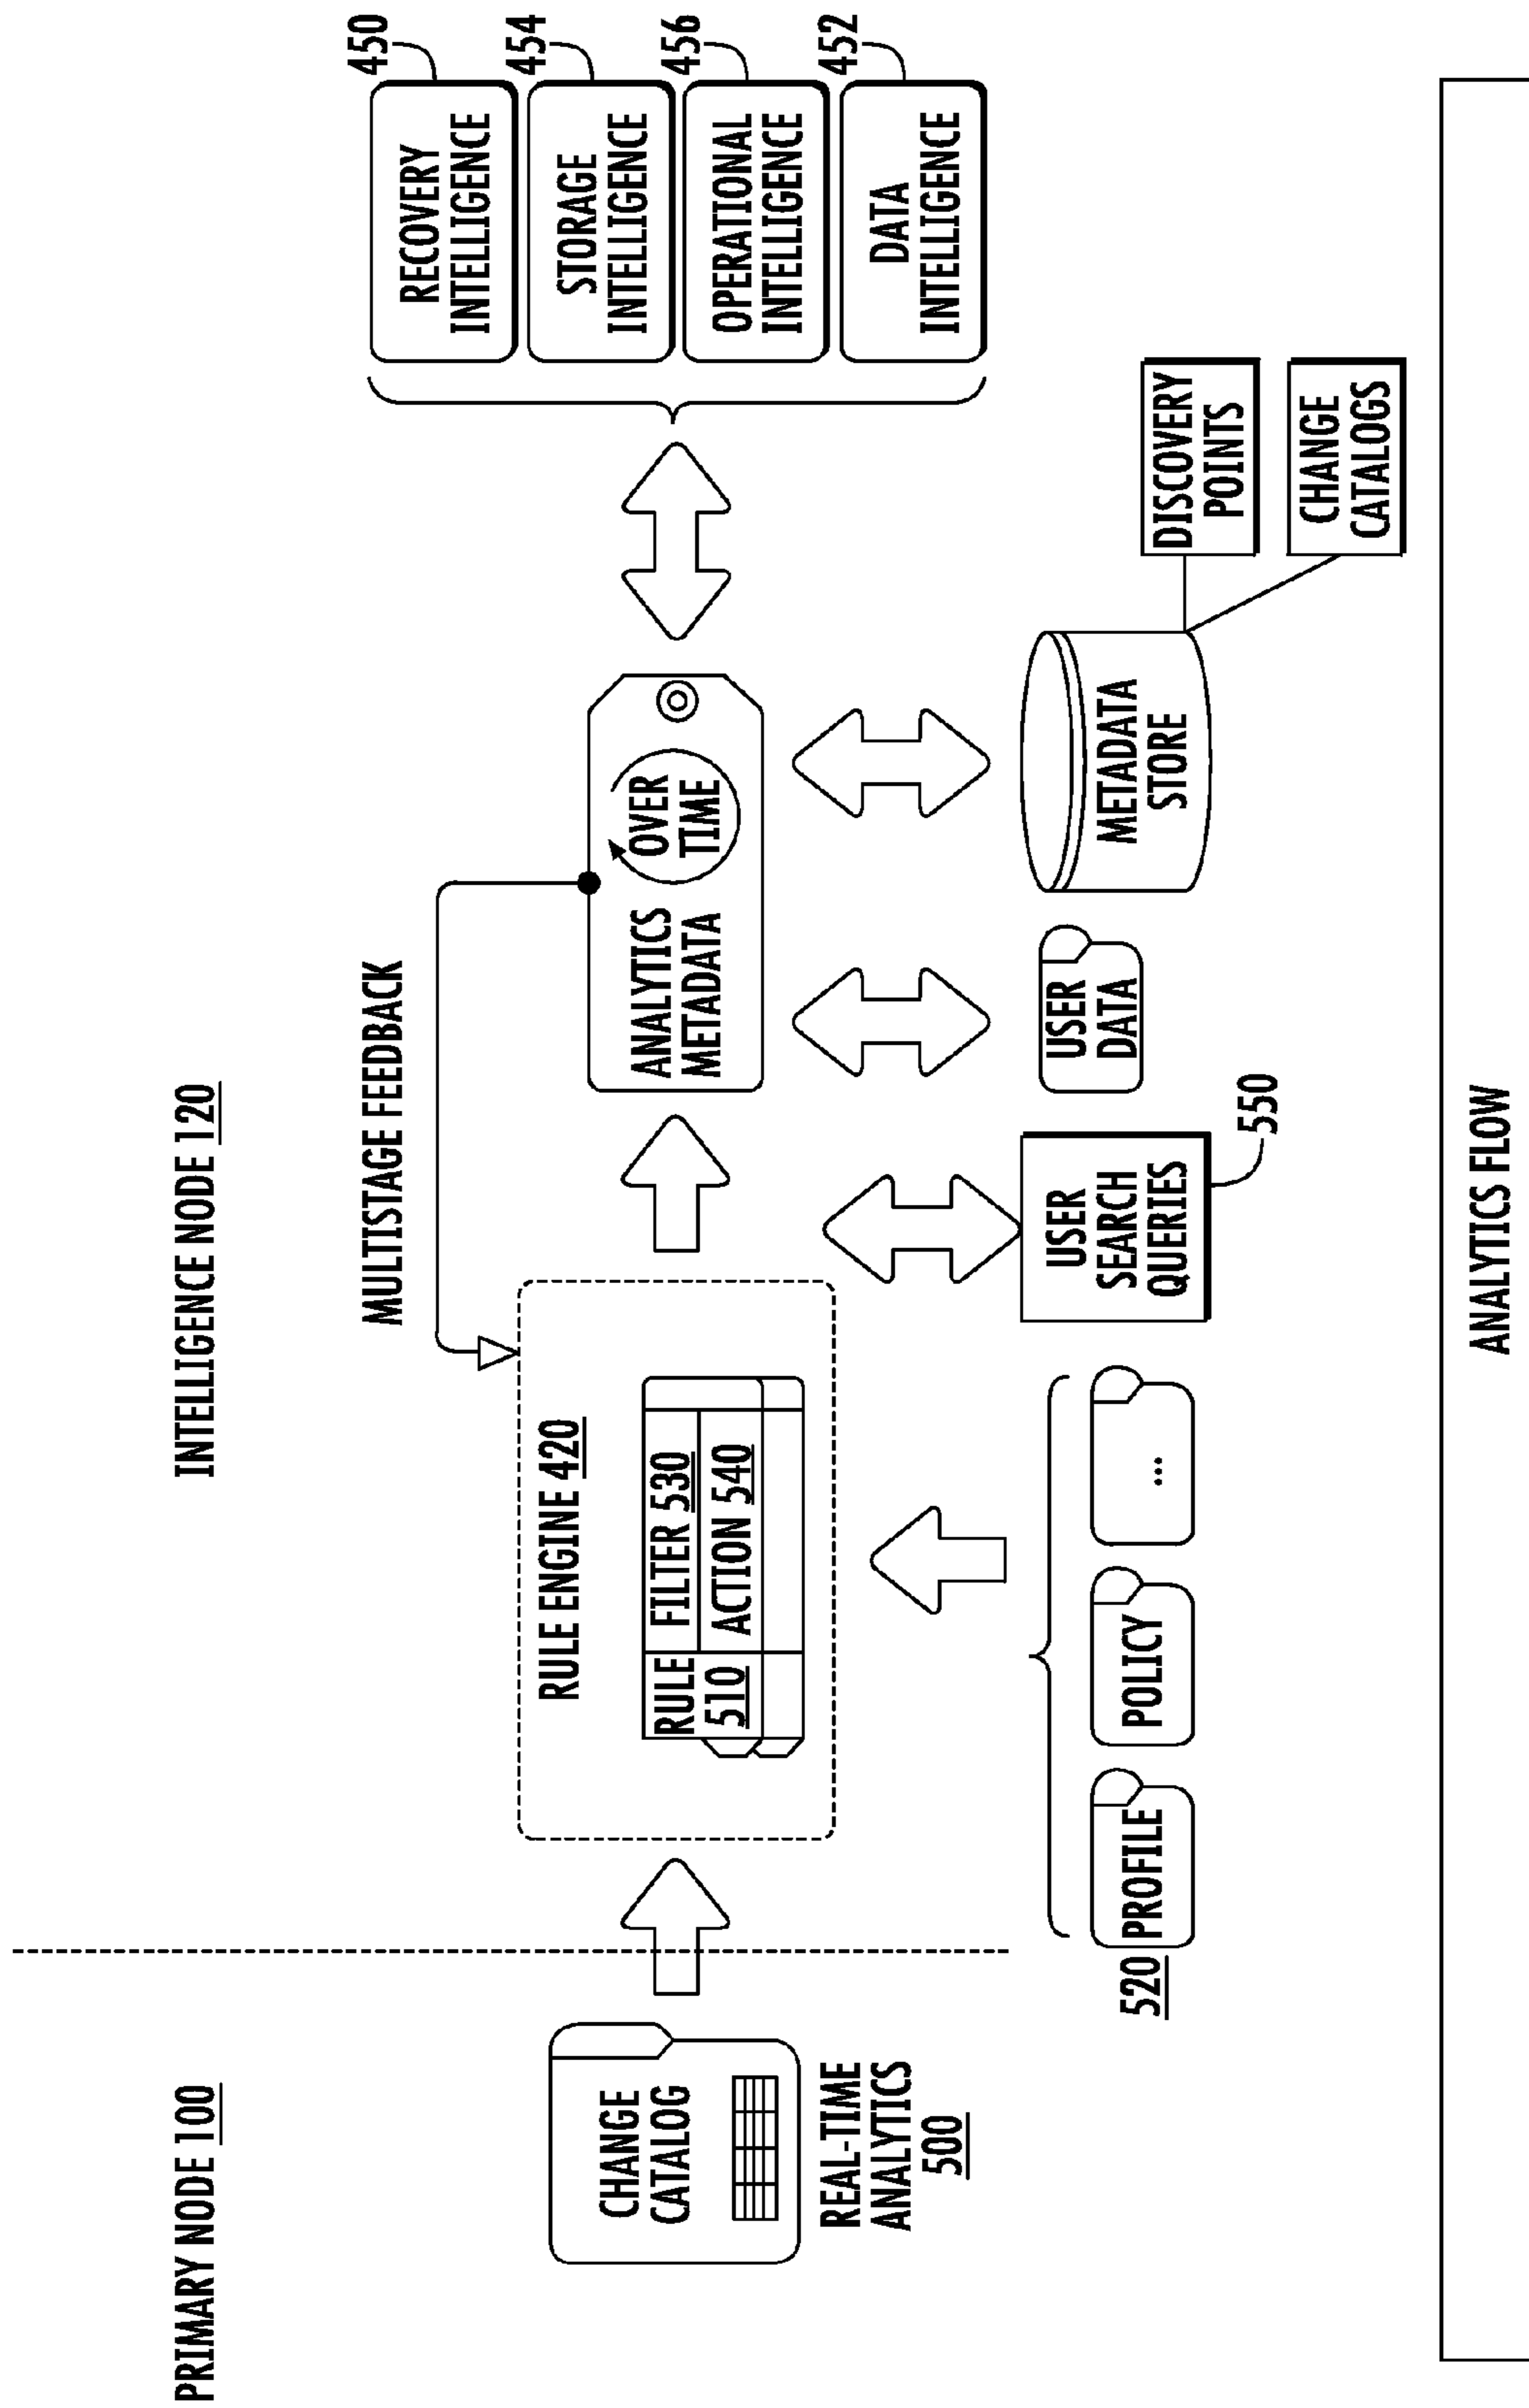 PRIMARY NODE 100
INTELLIGENCE NODE 120
MULTISTAGE FEEDBACK
CHANGE
CATALOG
REAL-TIME
ANALYTICS
500
RULE ENGINE 420
RULE
510
FILTER 530
ACTION 540
ANALYTICS
METADATA
OVER
TIME
RECOVERY
INTELLIGENCE
450
STORAGE
INTELLIGENCE
454
OPERATIONAL
INTELLIGENCE
456
DATA
INTELLIGENCE
452
520
PROFILE
POLICY
...
USER
SEARCH
QUERIES
550
USER
DATA
METADATA
STORE
DISCOVERY
POINTS
CHANGE
CATALOGS
ANALYTICS FLOW